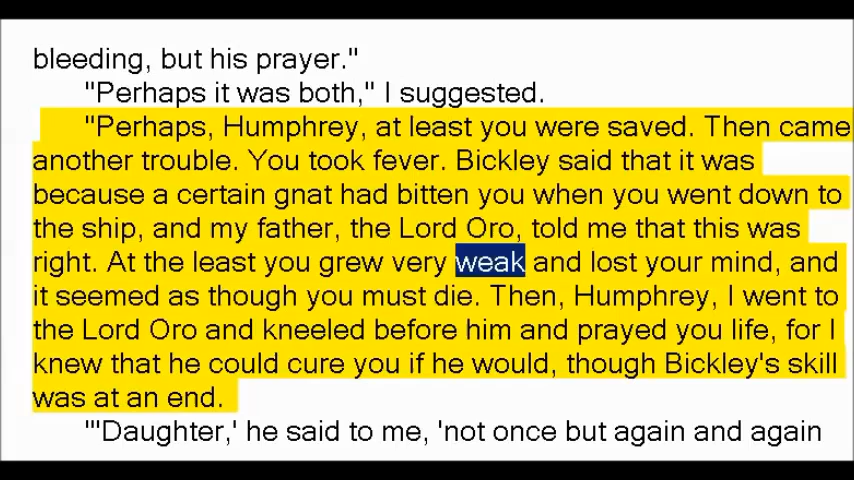 bleeding, but his prayer."
"Perhaps it was both," I suggested.
"Perhaps, Humphrey, at least you were saved. Then came
another trouble. You took fever. Bickley said that it was
because a certain gnat had bitten you when you went down to
the ship, and my father, the Lord Oro, told me that this was
right. At the least you grew very weak and lost your mind, and
it seemed as though you must die. Then, Humphrey, I went to
the Lord Oro and kneeled before him and prayed you life, for I
knew that he could cure you if he would, though Bickley's skill
was at an end.
"'Daughter,' he said to me, 'not once but again and again